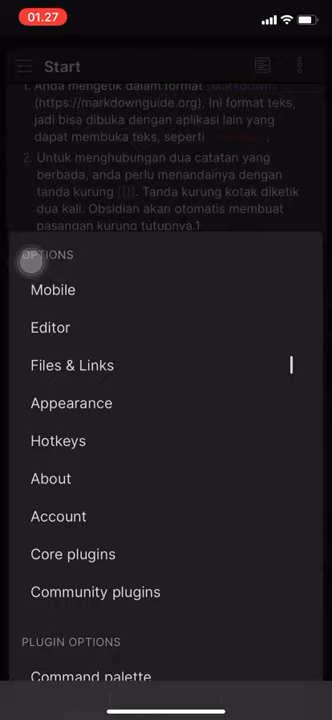 01.27
Start
1. Anda mengetik dalam format [Markdown]
(https://markdownguide.org). Ini format teks,
jadi bisa dibuka dengan aplikasi lain yang
dapat membuka teks, seperti
2. Untuk menghubungan dua catatan yang
berbada, anda perlu menandainya dengan
tanda kurung [[]]. Tanda kurung kotak diketik
dua kali. Obsidian akan otomatis membuat
pasangan kurung tutupnya.1
OPTIONS
Mobile
Editor
Files & Links
Appearance
Hotkeys
About
Account
Core plugins
Community plugins
PLUGIN OPTIONS
Command palette